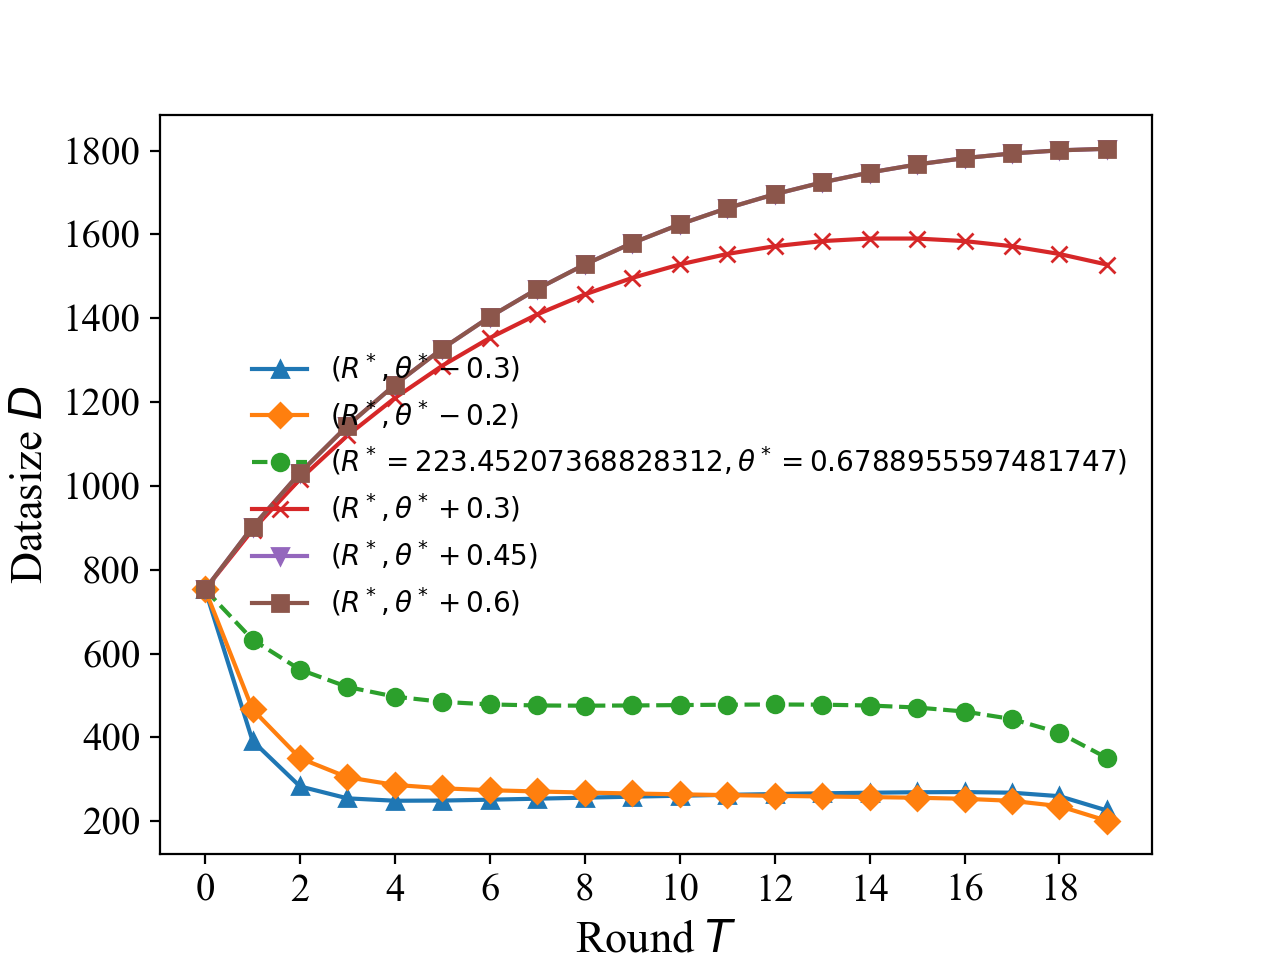 1800
1600
1400
1200
1000
800
600
400
200
Datasize D
(R*, θ* − 0.3)
(R*, θ* − 0.2)
(R* = 223.45207368828312, θ* = 0.6788955597481747)
(R*, θ* + 0.3)
(R*, θ* + 0.45)
(R*, θ* + 0.6)
0 2 4 6 8 10 12 14 16 18
Round T